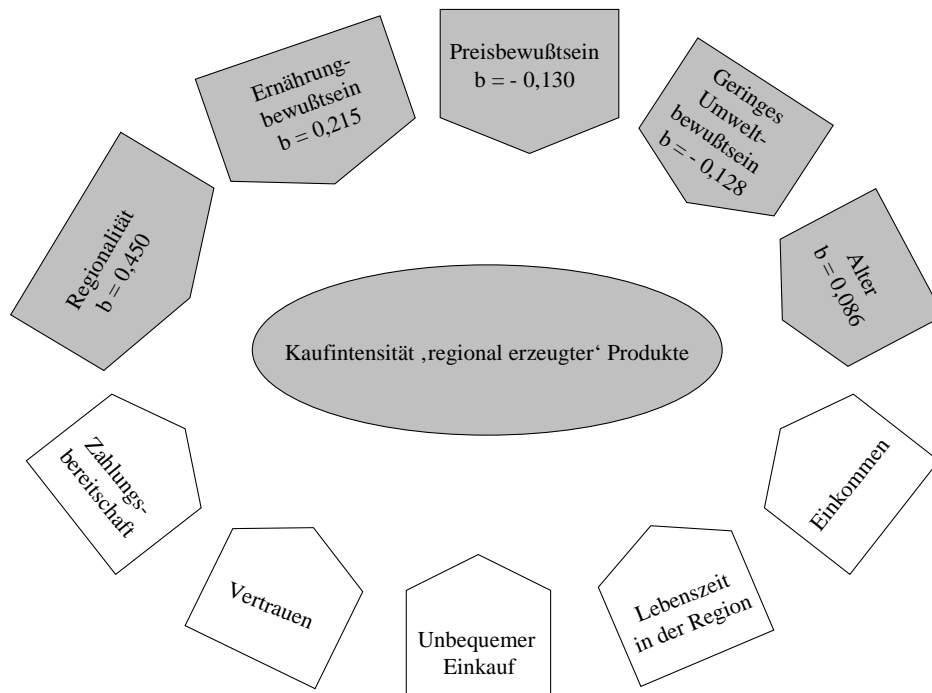 Preisbewußtsein
b = - 0,130
Ernährung-
bewußtsein
b = 0,215
Geringes
Umwelt-
bewußtsein
b = - 0,128
Regionalität
b = 0,450
Alter
b = 0,086
Kaufintensität ‚regional erzeugter‘ Produkte
Zahlungs-
bereitschaft
Einkommen
Vertrauen
Lebenszeit
in der Region
Unbequemer
Einkauf